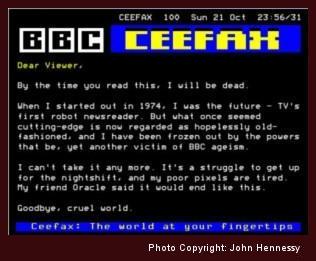 CEEFAX 100 Sun 21 Oct 23:56/31
BBC CEEFAX
Dear Viewer,
By the time you read this, I will be dead.
When I started out in 1974, I was the future - TV's
first robot newsreader. But what once seemed
cutting-edge is now regarded as hopelessly old-
fashioned, and I have been frozen out by the powers
that be, yet another victim of BBC ageism.
I can't take it any more. It's a struggle to get up
for the nightshift, and my poor pixels are tired.
My friend Oracle said it would end like this.
Goodbye, cruel world.
Ceefax: The world at your fingertips
Photo Copyright: John Hennessy